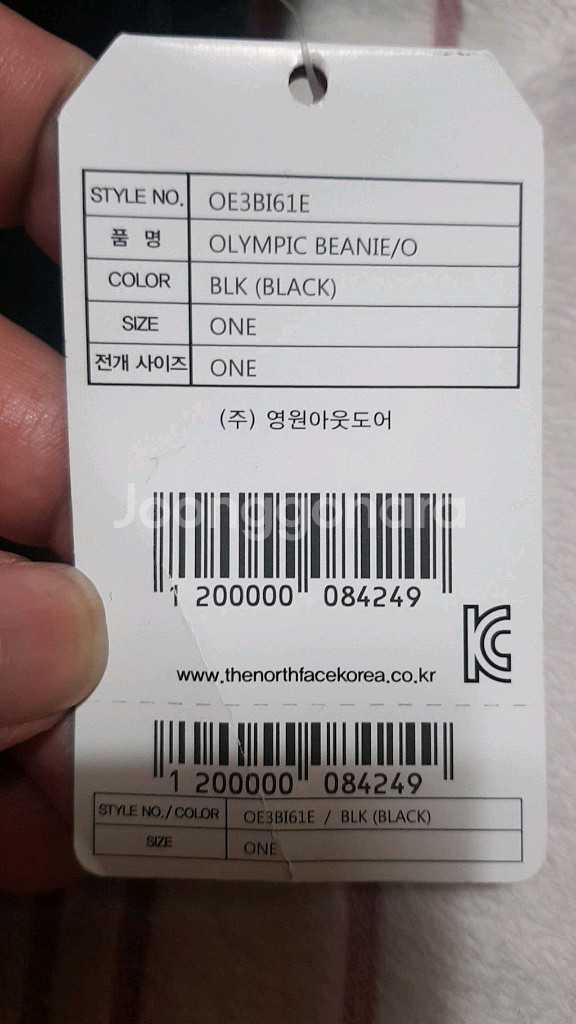 STYLE NO. OE3BI61E
품 명 OLYMPIC BEANIE/O
COLOR BLK (BLACK)
SIZE ONE
전개 사이즈 ONE
(주) 영원아웃도어
Joonggonara
1 200000 084249
KC
www.thenorthfacekorea.co.kr
1 200000 084249
STYLE NO./ COLOR OE3BI61E / BLK (BLACK)
SIZE ONE